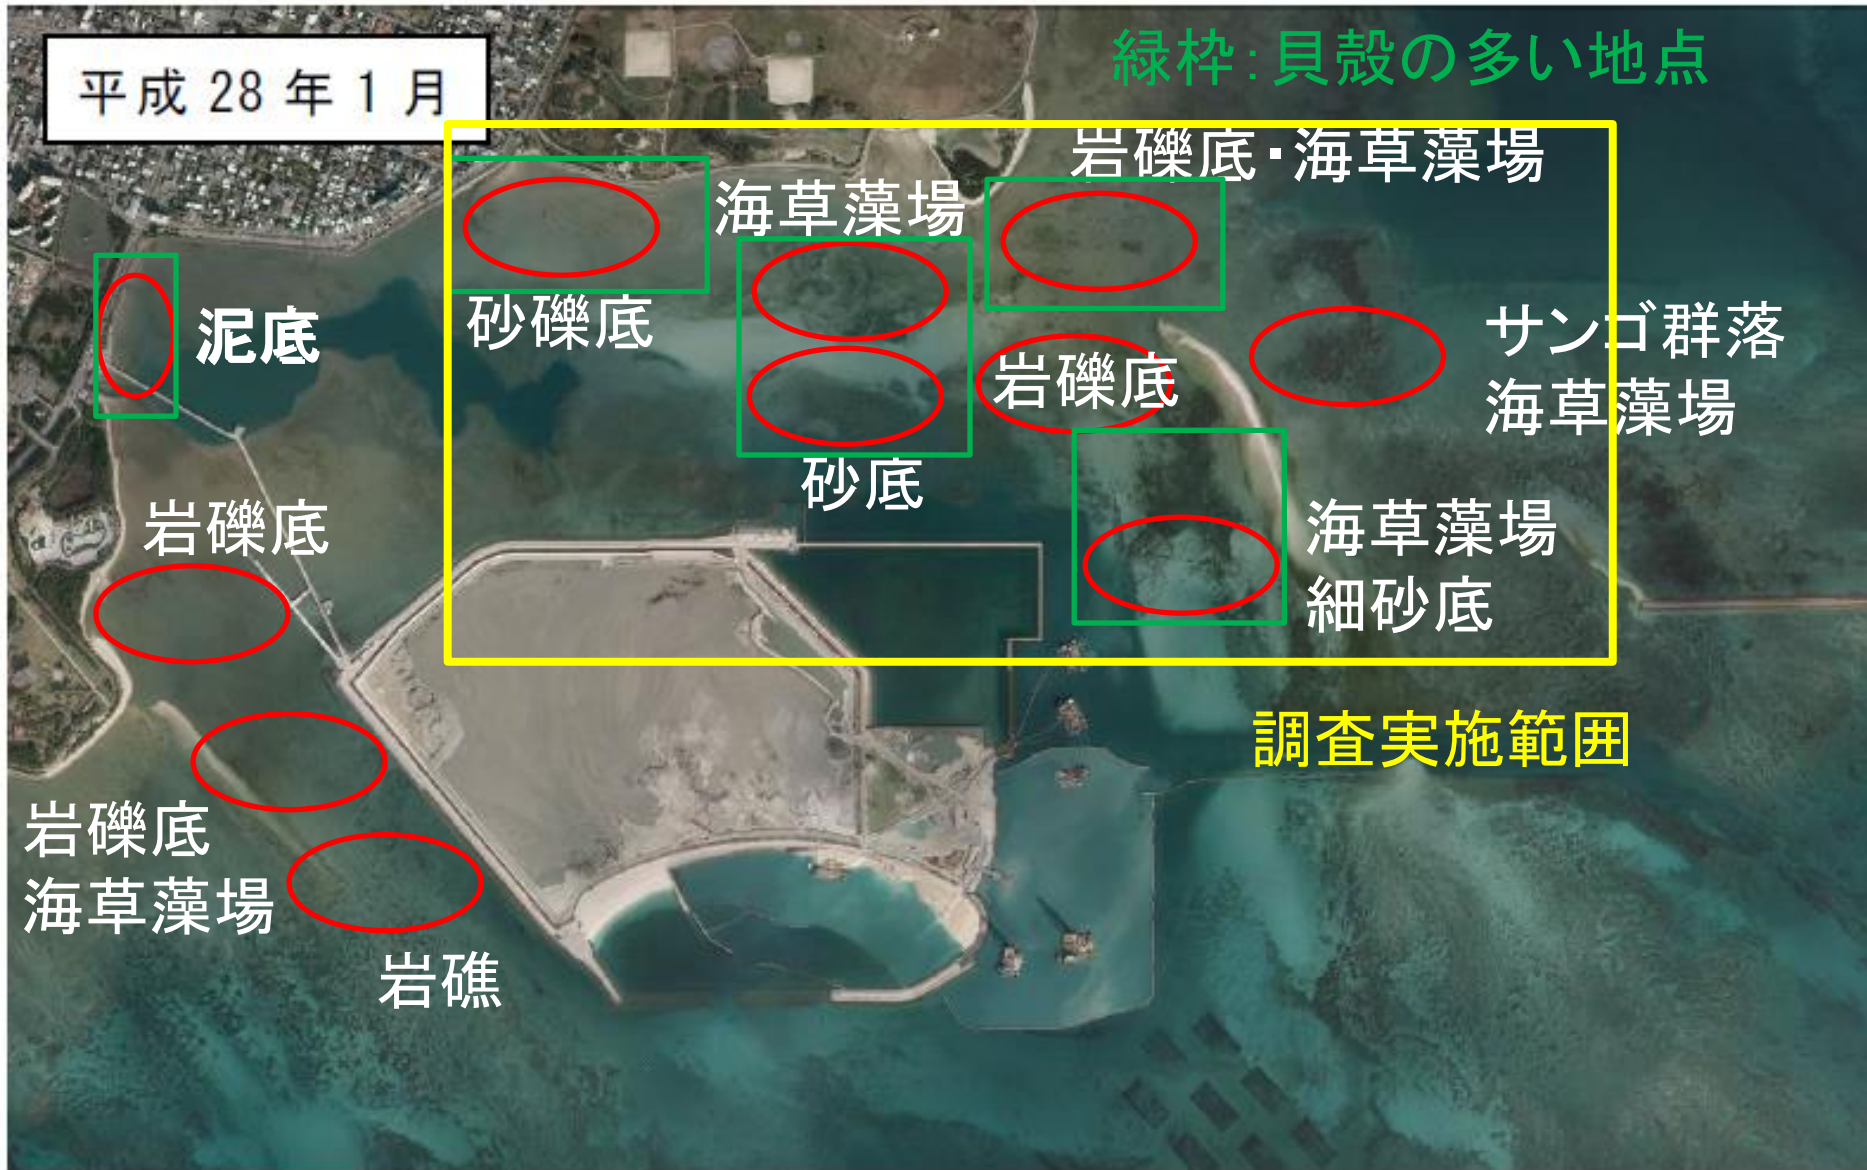 緑枠：貝殻の多い地点
平成 28 年 1 月
岩礫底・海草藻場
海草藻場
砂礫底
泥底
サンゴ群落
海草藻場
岩礫底
砂底
岩礫底
海草藻場
細砂底
調査実施範囲
岩礫底
海草藻場
岩礁